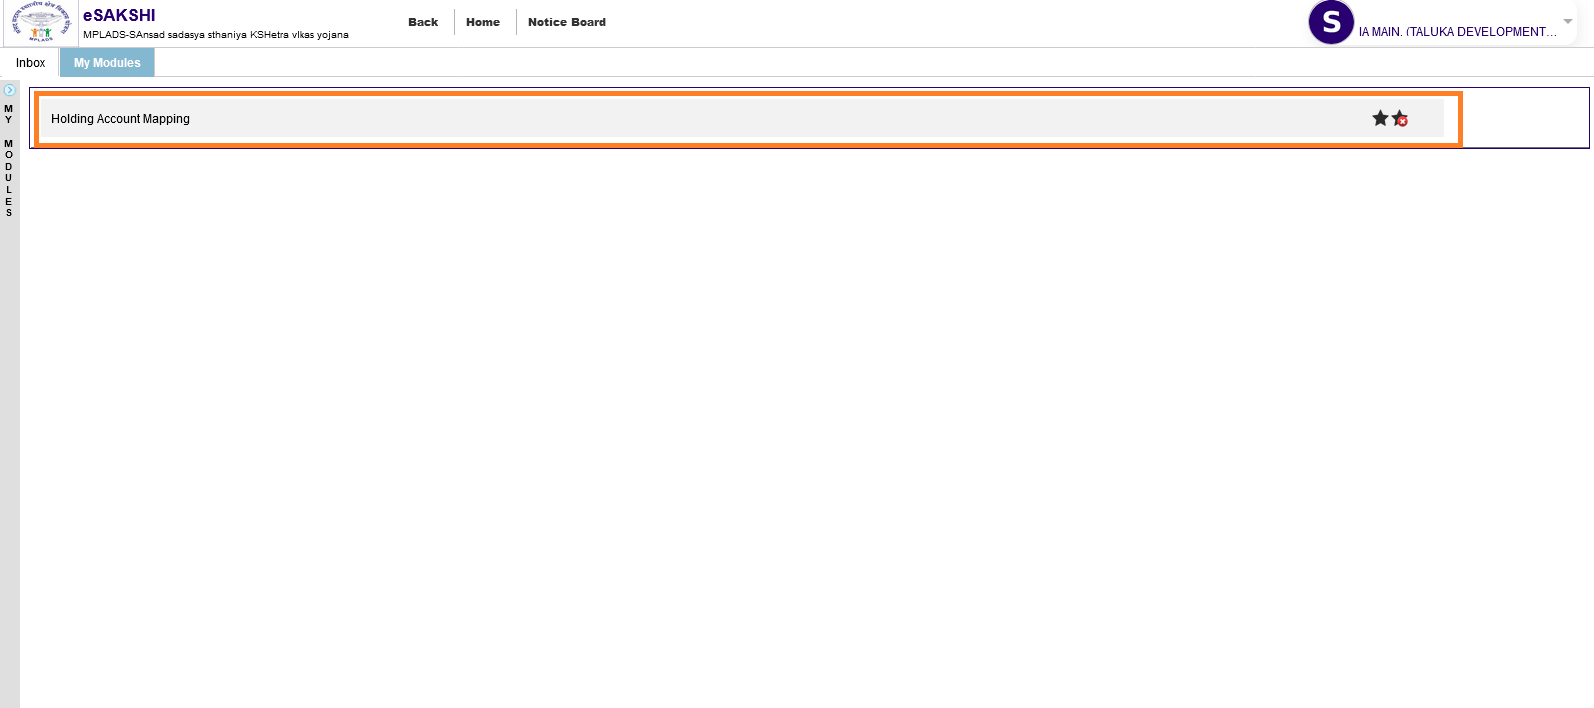 eSAKSHI
MPLADS-SAnsad sadasya sthaniya KSHetra vIkas yojana
Back
Home
Notice Board
S
IA MAIN. (TALUKA DEVELOPMENT...
Inbox
My Modules
MY MODULES
Holding Account Mapping
MPLADS